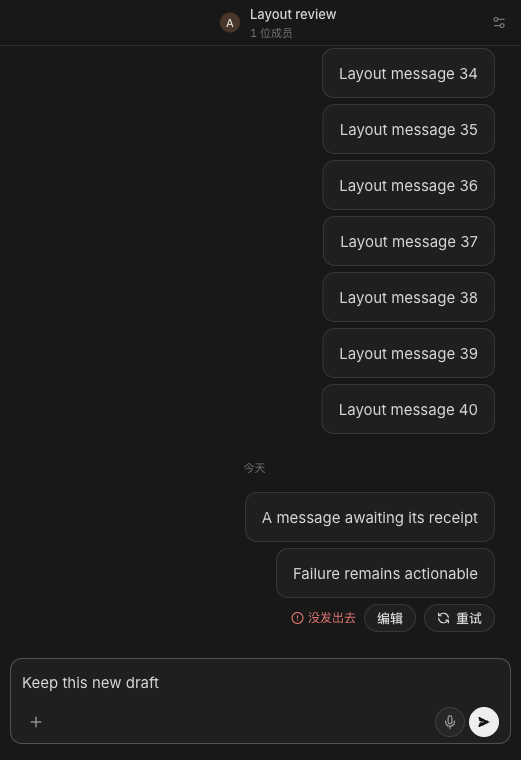 A
Layout review
1 位成员
Layout message 34
Layout message 35
Layout message 36
Layout message 37
Layout message 38
Layout message 39
Layout message 40
今天
A message awaiting its receipt
Failure remains actionable
没发出去 编辑 重试
Keep this new draft